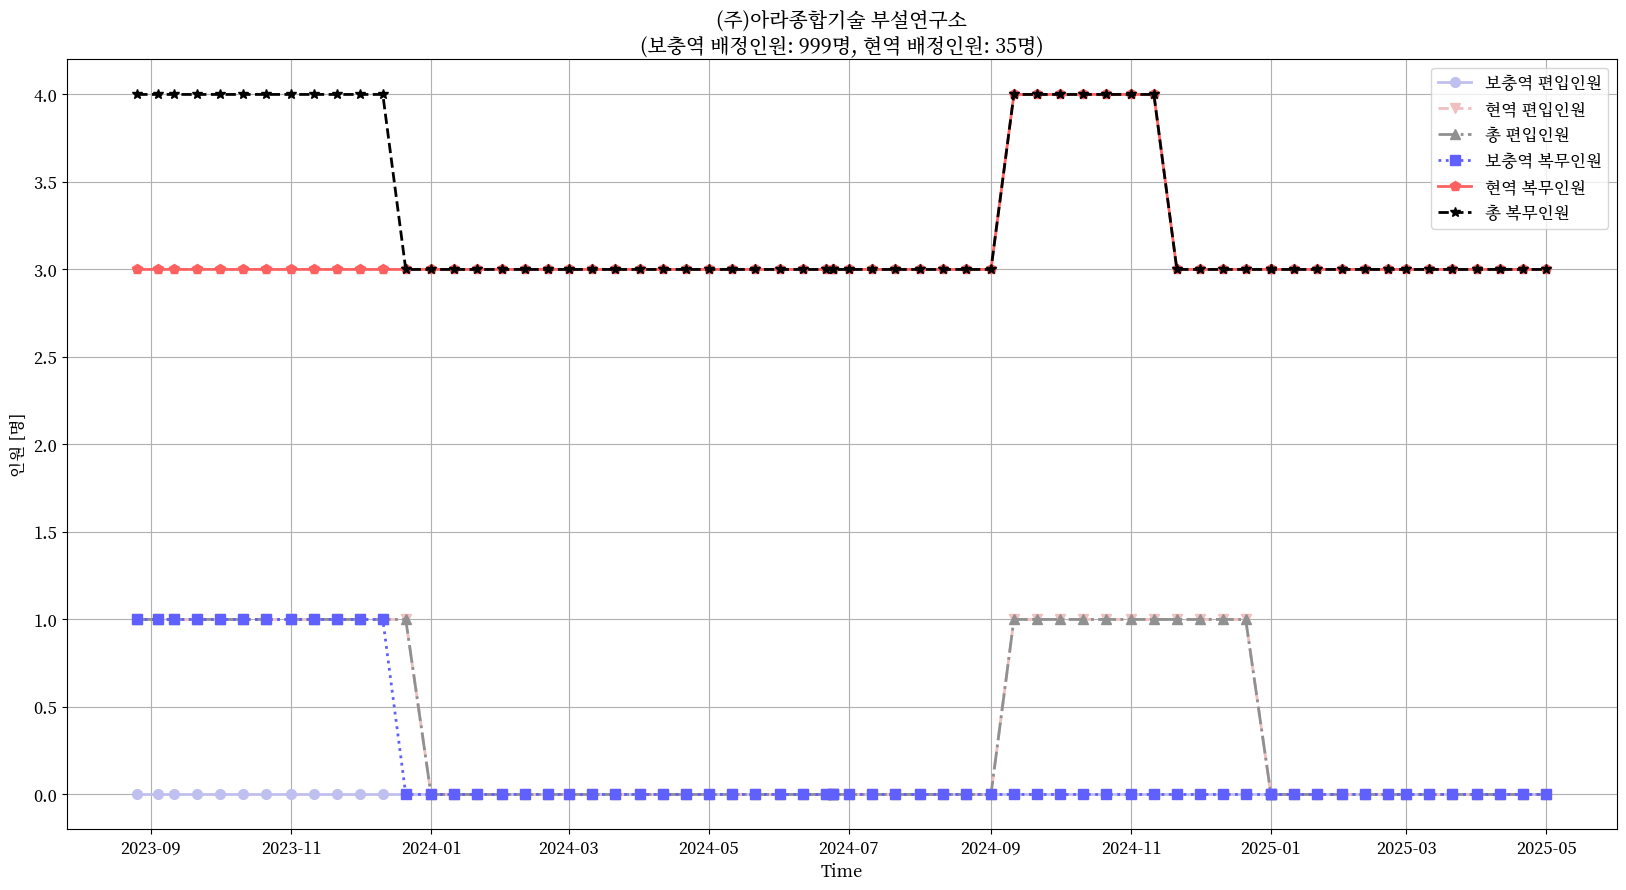 (주)아라종합기술 부설연구소
(보충역 배정인원: 999명, 현역 배정인원: 35명)
보충역 편입인원
현역 편입인원
총 편입인원
보충역 복무인원
현역 복무인원
총 복무인원
인원 [명]
4.0
3.5
3.0
2.5
2.0
1.5
1.0
0.5
0.0
2023-09
2023-11
2024-01
2024-03
2024-05
2024-07
2024-09
2024-11
2025-01
2025-03
2025-05
Time